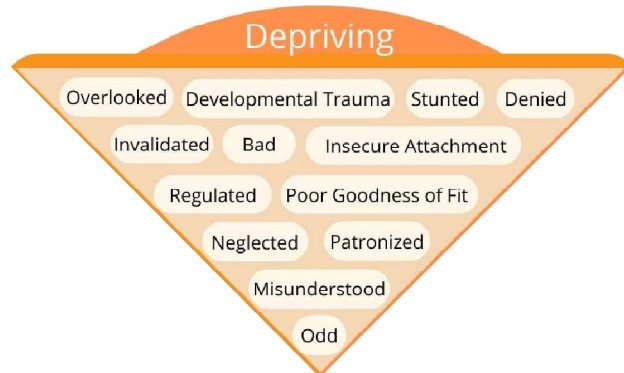 Depriving
Overlooked Developmental Trauma Stunted Denied
Invalidated Bad Insecure Attachment
Regulated Poor Goodness of Fit
Neglected Patronized
Misunderstood
Odd